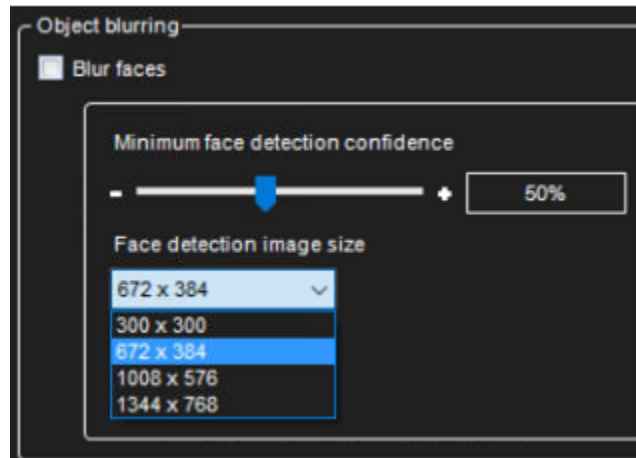 Object blurring
Blur faces
Minimum face detection confidence
- + 50%
Face detection image size
672 x 384
300 x 300
672 x 384
1008 x 576
1344 x 768